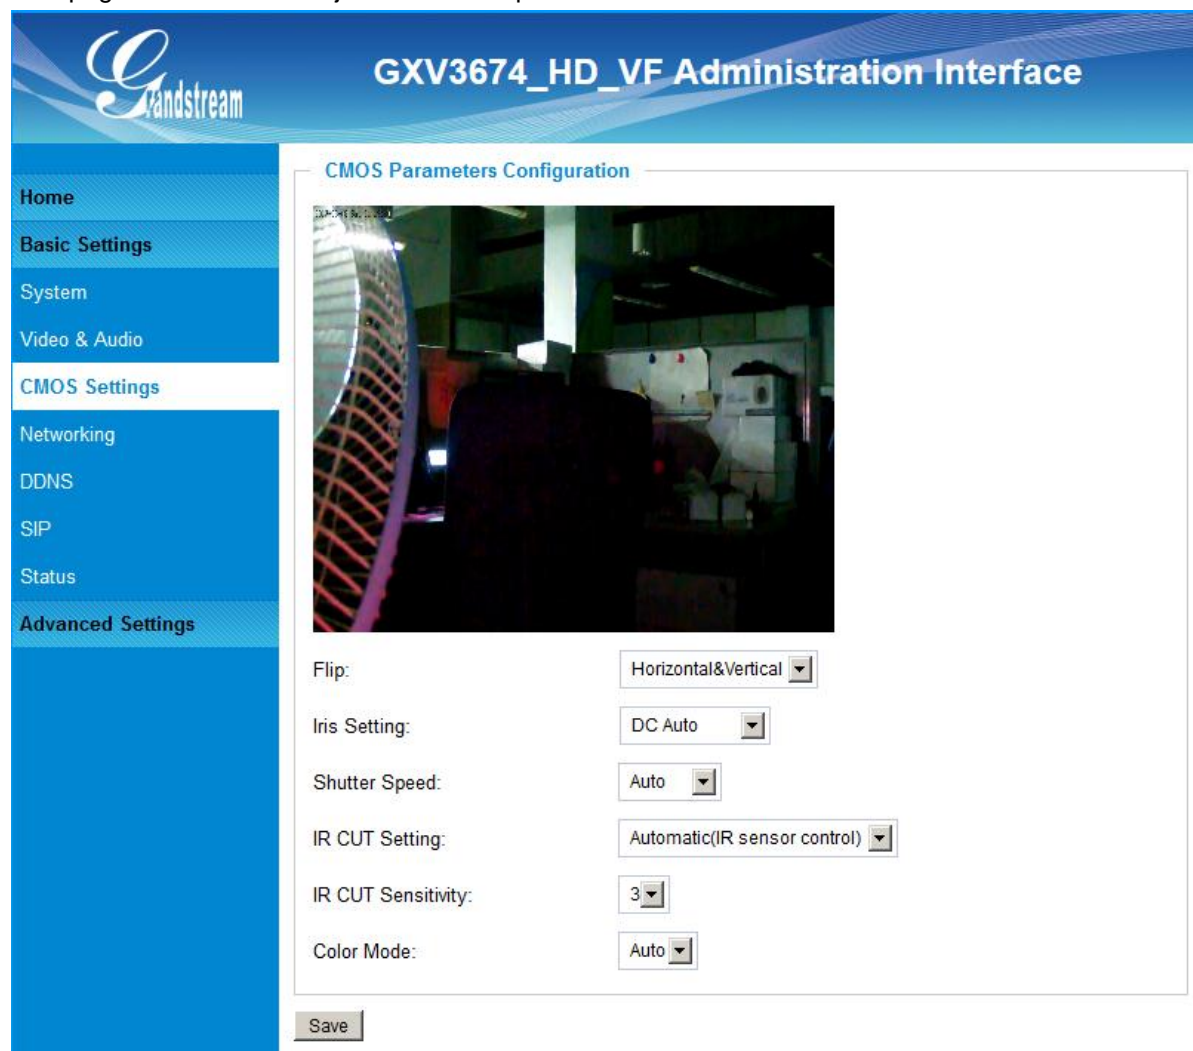 Grandstream
GXV3674_HD_VF Administration Interface
Home
Basic Settings
System
Video & Audio
CMOS Settings
Networking
DDNS
SIP
Status
Advanced Settings
CMOS Parameters Configuration
Flip: Horizontal&Vertical
Iris Setting: DC Auto
Shutter Speed: Auto
IR CUT Setting: Automatic(IR sensor control)
IR CUT Sensitivity: 3
Color Mode: Auto
Save